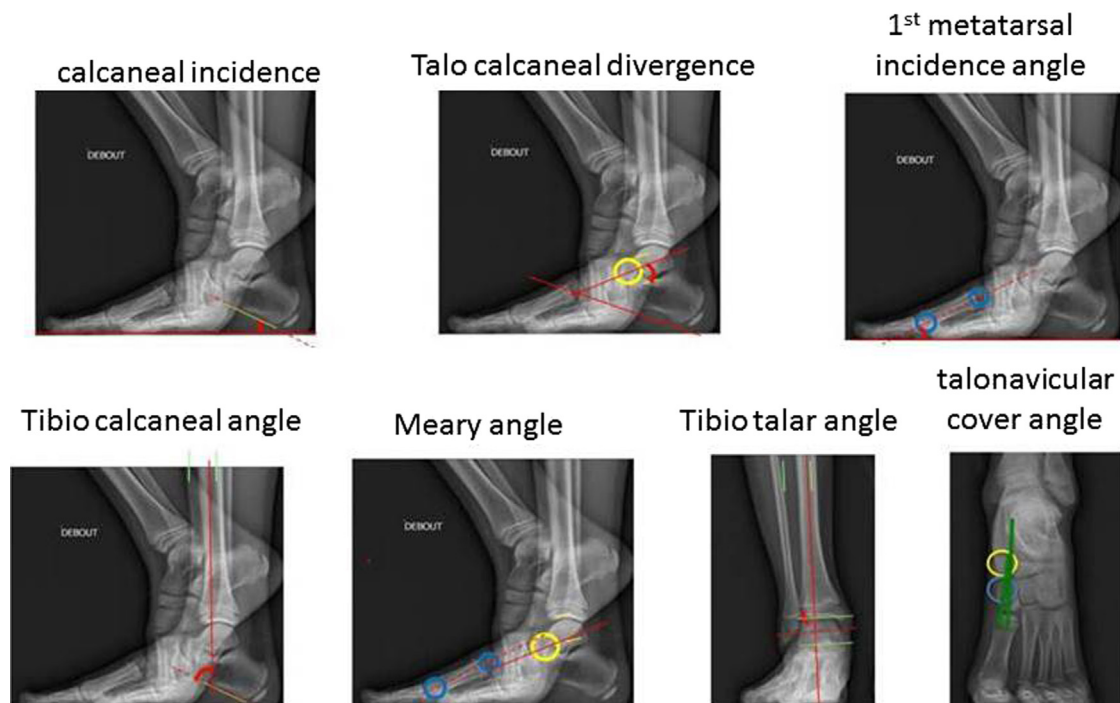 1st metatarsal
incidence angle
calcaneal incidence
Talo calcaneal divergence
DEBOUT
DEBOUT
DEBOUT
talonavicular
cover angle
Tibio calcaneal angle
Meary angle
Tibio talar angle
DEBOUT
DEBOUT